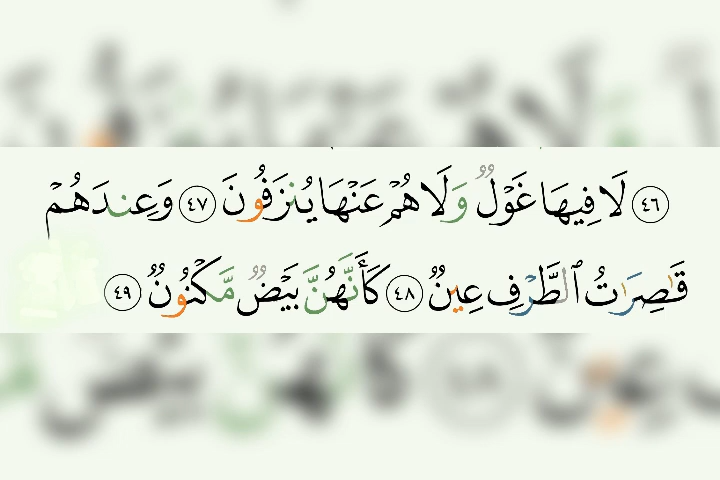 ٤٦ لَا فِيهَا غَوْلٌ وَلَا هُمْ عَنْهَا يُنزَفُونَ ٤٧ وَعِندَهُمْ
قَٰصِرَٰتُ ٱلطَّرْفِ عِينٌ ٤٨ كَأَنَّهُنَّ بَيْضٌ مَّكْنُونٌ ٤٩